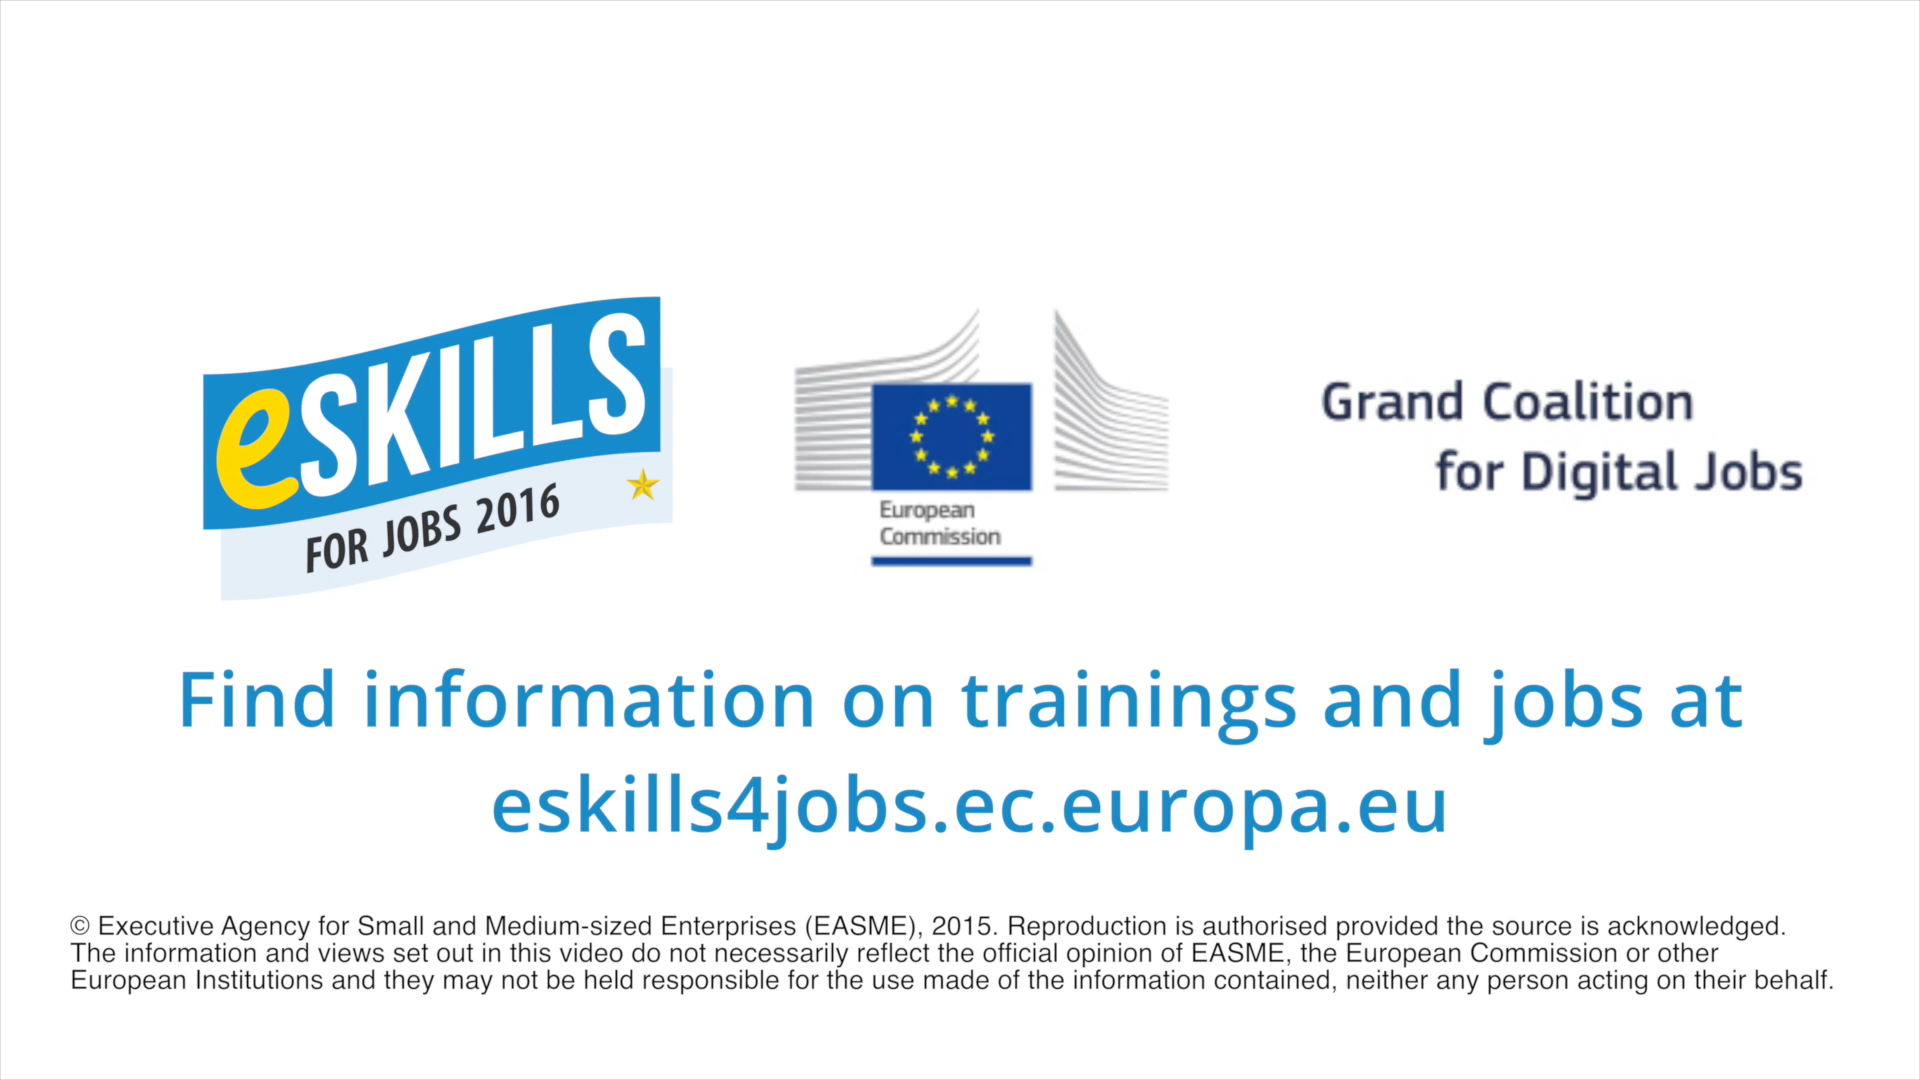 eSKILLS
FOR JOBS 2016
European
Commission
Grand Coalition
for Digital Jobs
Find information on trainings and jobs at
eskills4jobs.ec.europa.eu
© Executive Agency for Small and Medium-sized Enterprises (EASME), 2015. Reproduction is authorised provided the source is acknowledged.
The information and views set out in this video do not necessarily reflect the official opinion of EASME, the European Commission or other
European Institutions and they may not be held responsible for the use made of the information contained, neither any person acting on their behalf.